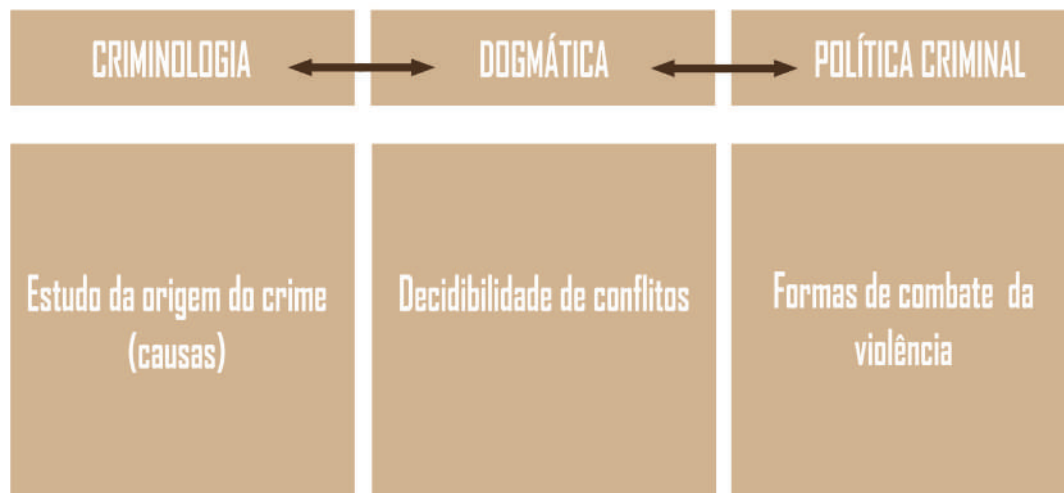 CRIMINOLOGIA
DOGMÁTICA
POLÍTICA CRIMINAL
Estudo da origem do crime
(causas)
Decidibilidade de conflitos
Formas de combate da
violência